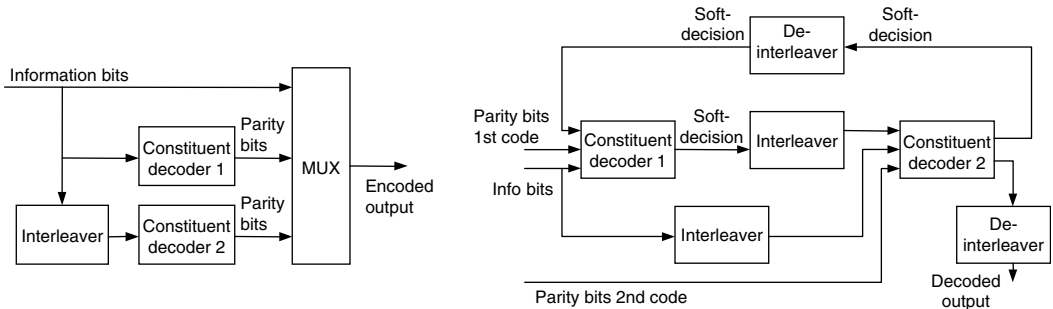 Information bits
Parity
bits
Constituent
decoder 1
MUX
Encoded
output
Interleaver
Constituent
decoder 2
Parity
bits
Soft-
decision
De-
interleaver
Soft-
decision
Parity bits
1st code
Constituent
decoder 1
Soft-
decision
Interleaver
Constituent
decoder 2
Info bits
Interleaver
De-
interleaver
Parity bits 2nd code
Decoded
output